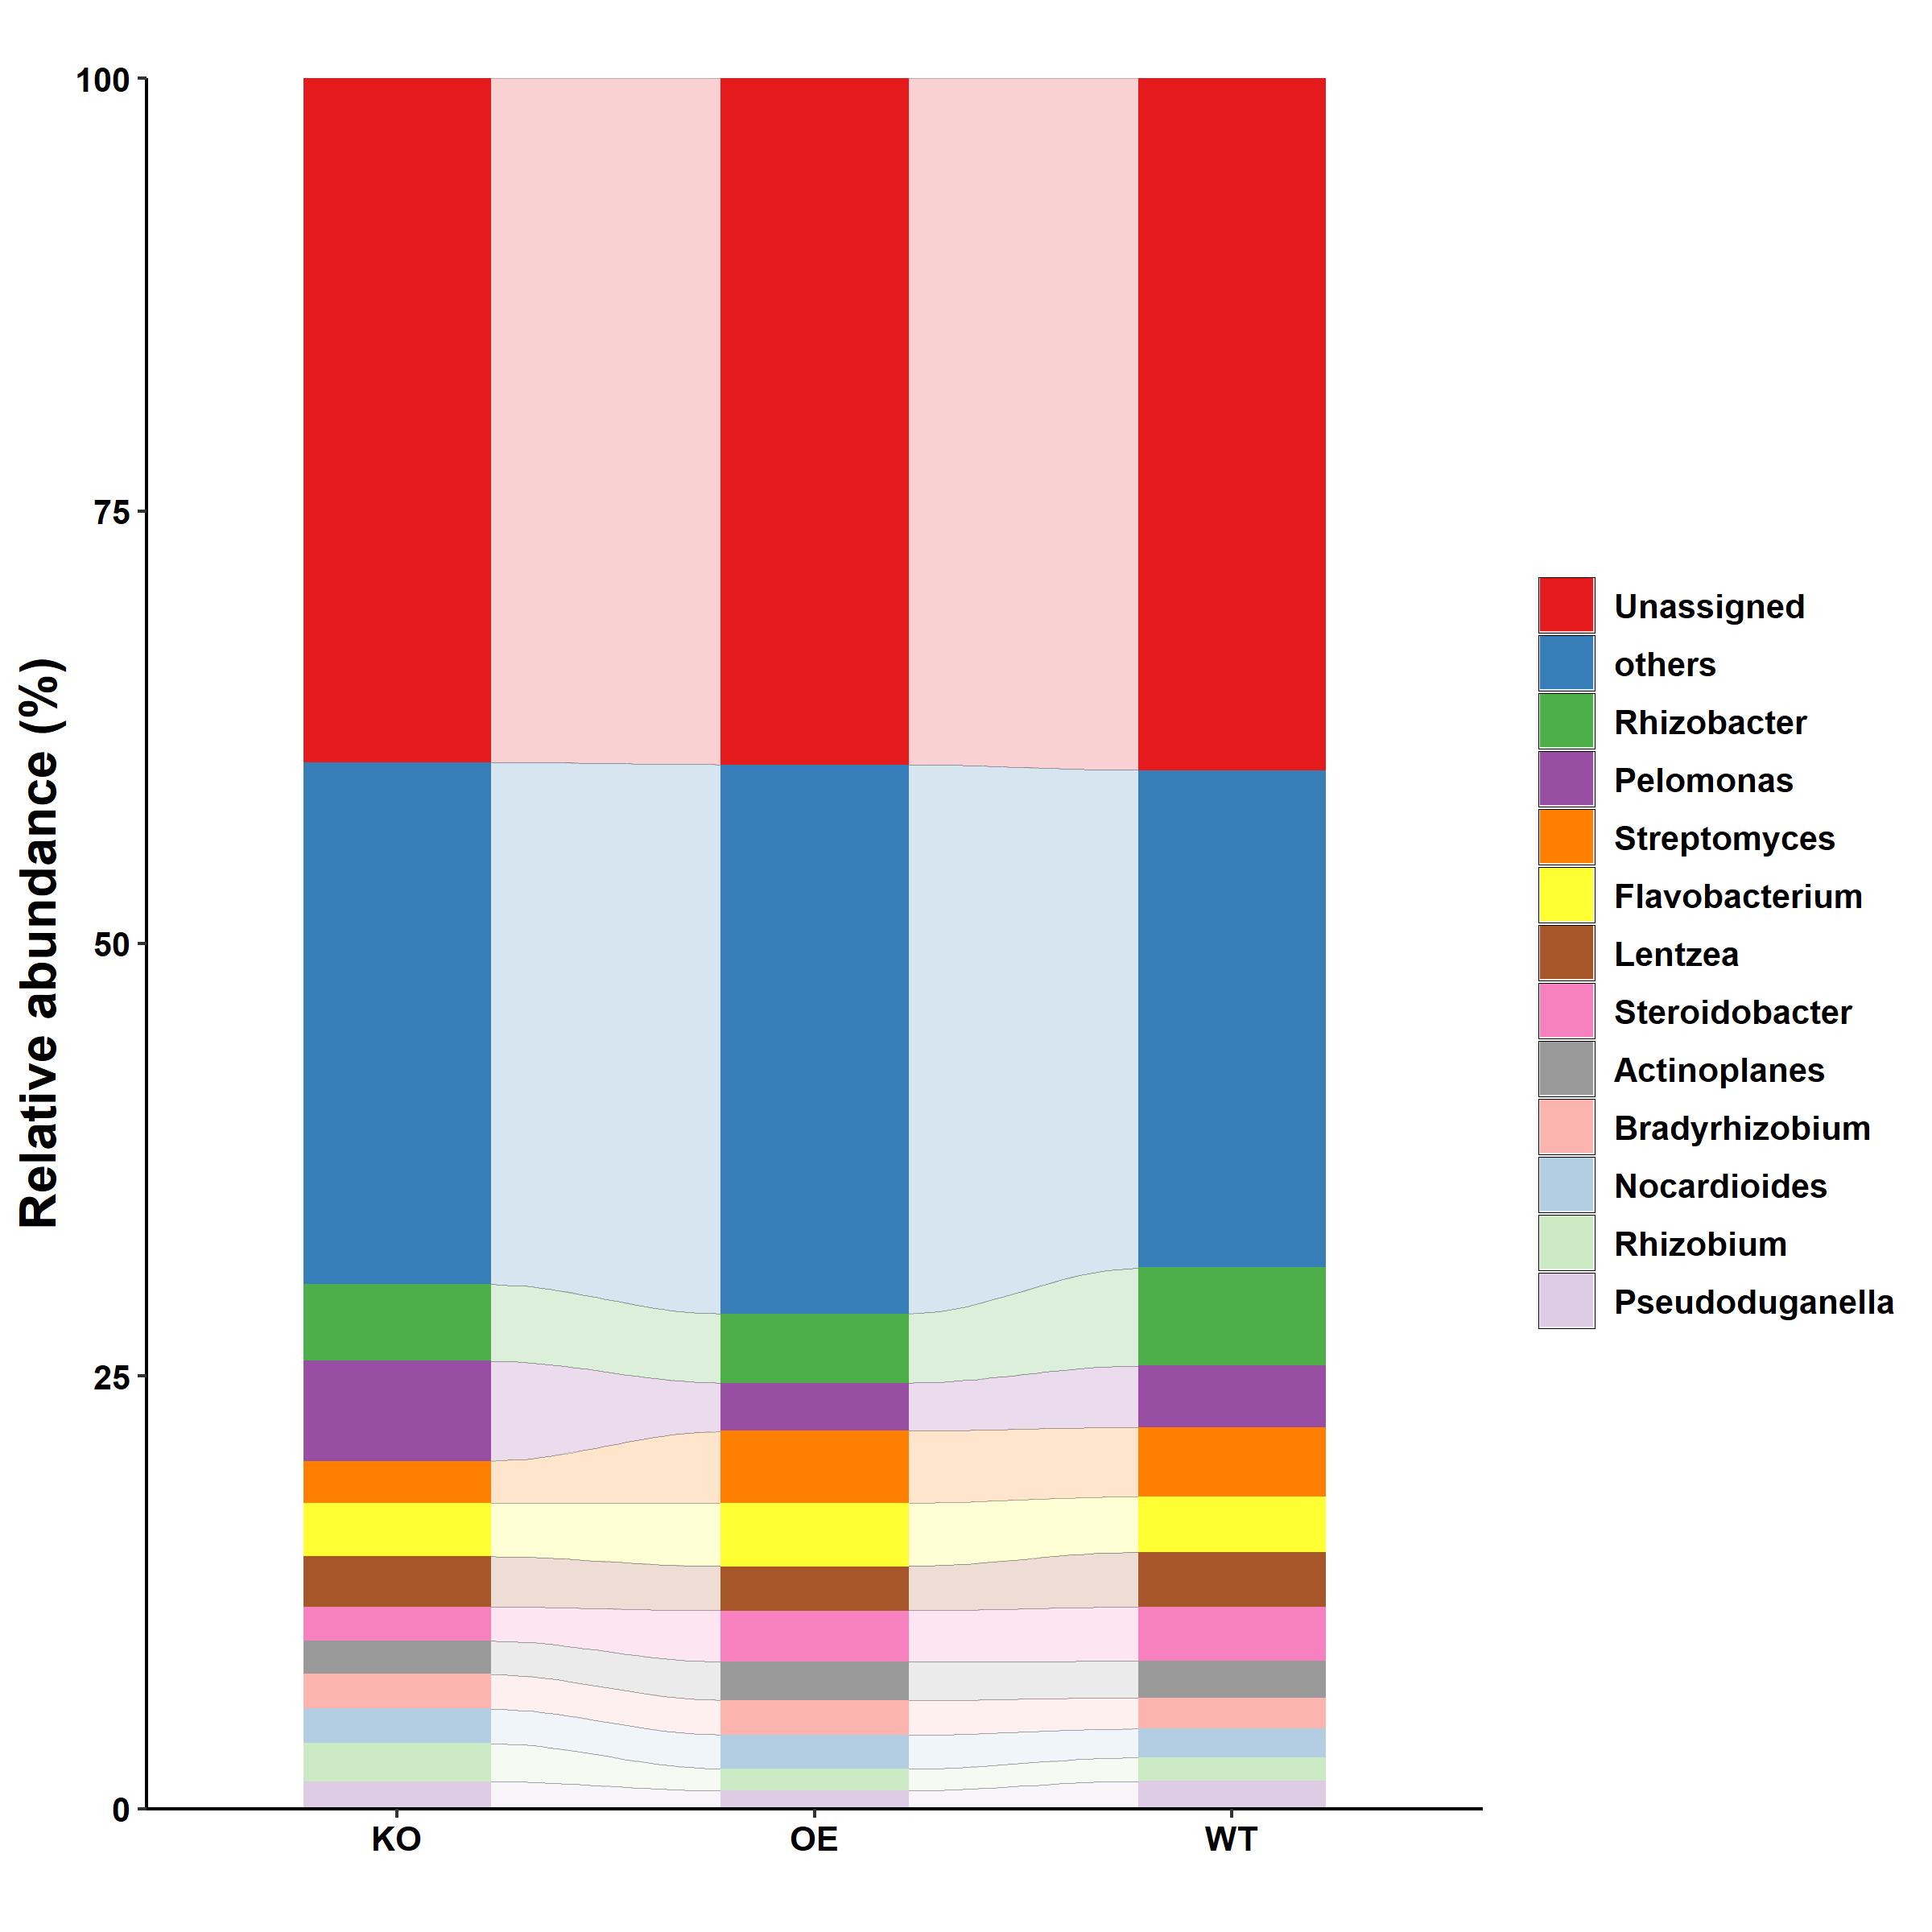 Relative abundance (%)
100
75
50
25
0
KO
OE
WT
Unassigned
others
Rhizobacter
Pelomonas
Streptomyces
Flavobacterium
Lentzea
Steroidobacter
Actinoplanes
Bradyrhizobium
Nocardioides
Rhizobium
Pseudoduganella